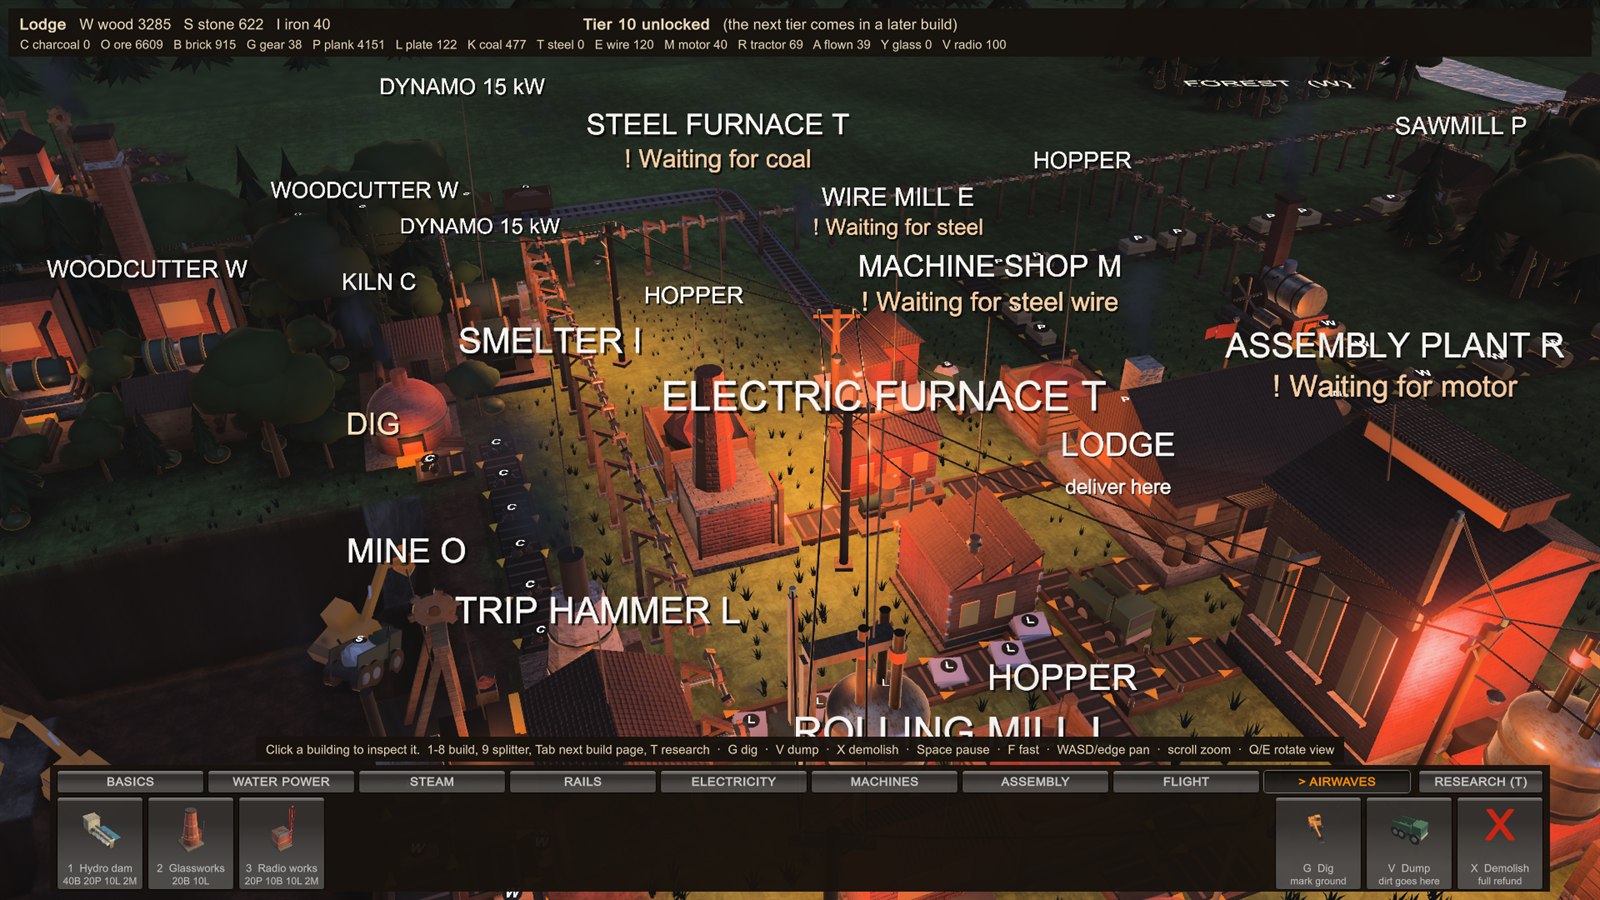 Lodge W wood 3285 S stone 622 I iron 40
Tier 10 unlocked (the next tier comes in a later build)
C charcoal 0 O ore 6609 B brick 915 G gear 38 P plank 4151 L plate 122 K coal 477 T steel 0 E wire 120 M motor 40 R tractor 69 A flown 39 Y glass 0 V radio 100
DYNAMO 15 kW
FOREST (W)
STEEL FURNACE T
! Waiting for coal
SAWMILL P
HOPPER
WOODCUTTER W
WIRE MILL E
! Waiting for steel
DYNAMO 15 kW
WOODCUTTER W
KILN C
MACHINE SHOP M
! Waiting for steel wire
HOPPER
SMELTER I
ASSEMBLY PLANT R
! Waiting for motor
ELECTRIC FURNACE T
DIG
LODGE
deliver here
MINE O
TRIP HAMMER L
HOPPER
ROLLING MILL
Click a building to inspect it. 1-8 build, 9 splitter, Tab next build page, T research · G dig · V dump · X demolish · Space pause · F fast · WASD/edge pan · scroll zoom · Q/E rotate view
BASICS WATER POWER STEAM RAILS ELECTRICITY MACHINES ASSEMBLY FLIGHT > AIRWAVES RESEARCH (T)
1 Hydro dam
40B 20P 10L 2M
2 Glassworks
20B 10L
3 Radio works
20P 10B 10L 2M
G Dig
mark ground
V Dump
dirt goes here
X Demolish
full refund